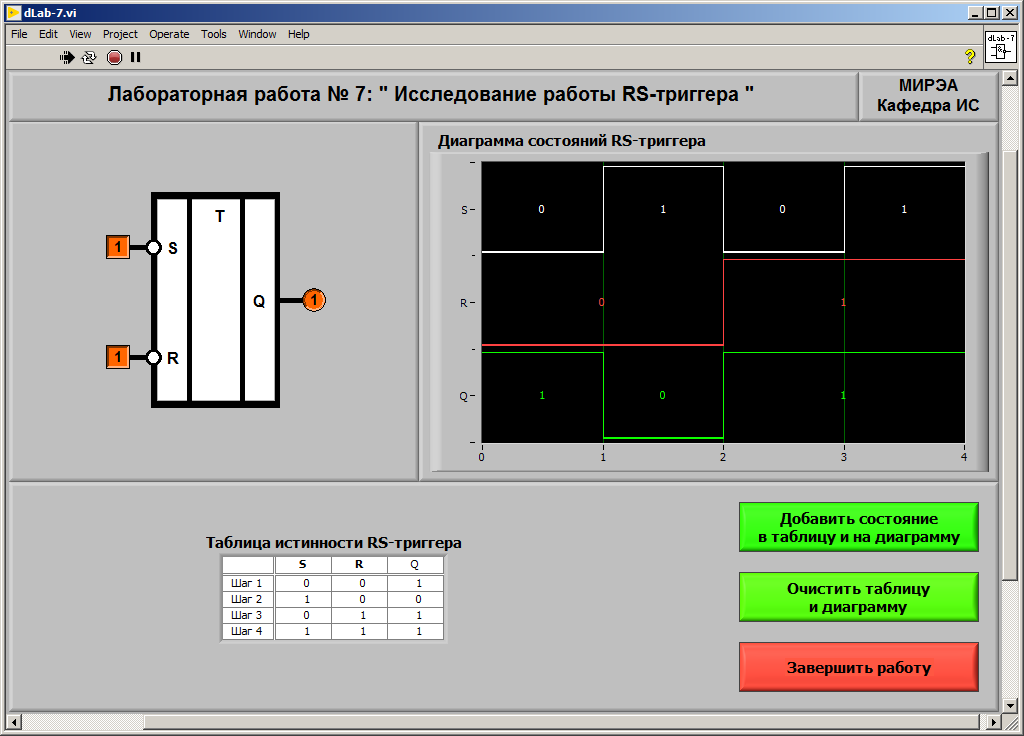 dLab-7.vi
File Edit View Project Operate Tools Window Help
?
dLab-7
&
Лабораторная работа № 7: " Исследование работы RS-триггера "
МИРЭА
Кафедра ИС
T
1 S
Q 1
1 R
Диаграмма состояний RS-триггера
S 0 1 0 1
R 0 1
Q 1 0 1
0 1 2 3 4
Таблица истинности RS-триггера
S R Q
Шаг 1 0 0 1
Шаг 2 1 0 0
Шаг 3 0 1 1
Шаг 4 1 1 1
Добавить состояние
в таблицу и на диаграмму
Очистить таблицу
и диаграмму
Завершить работу